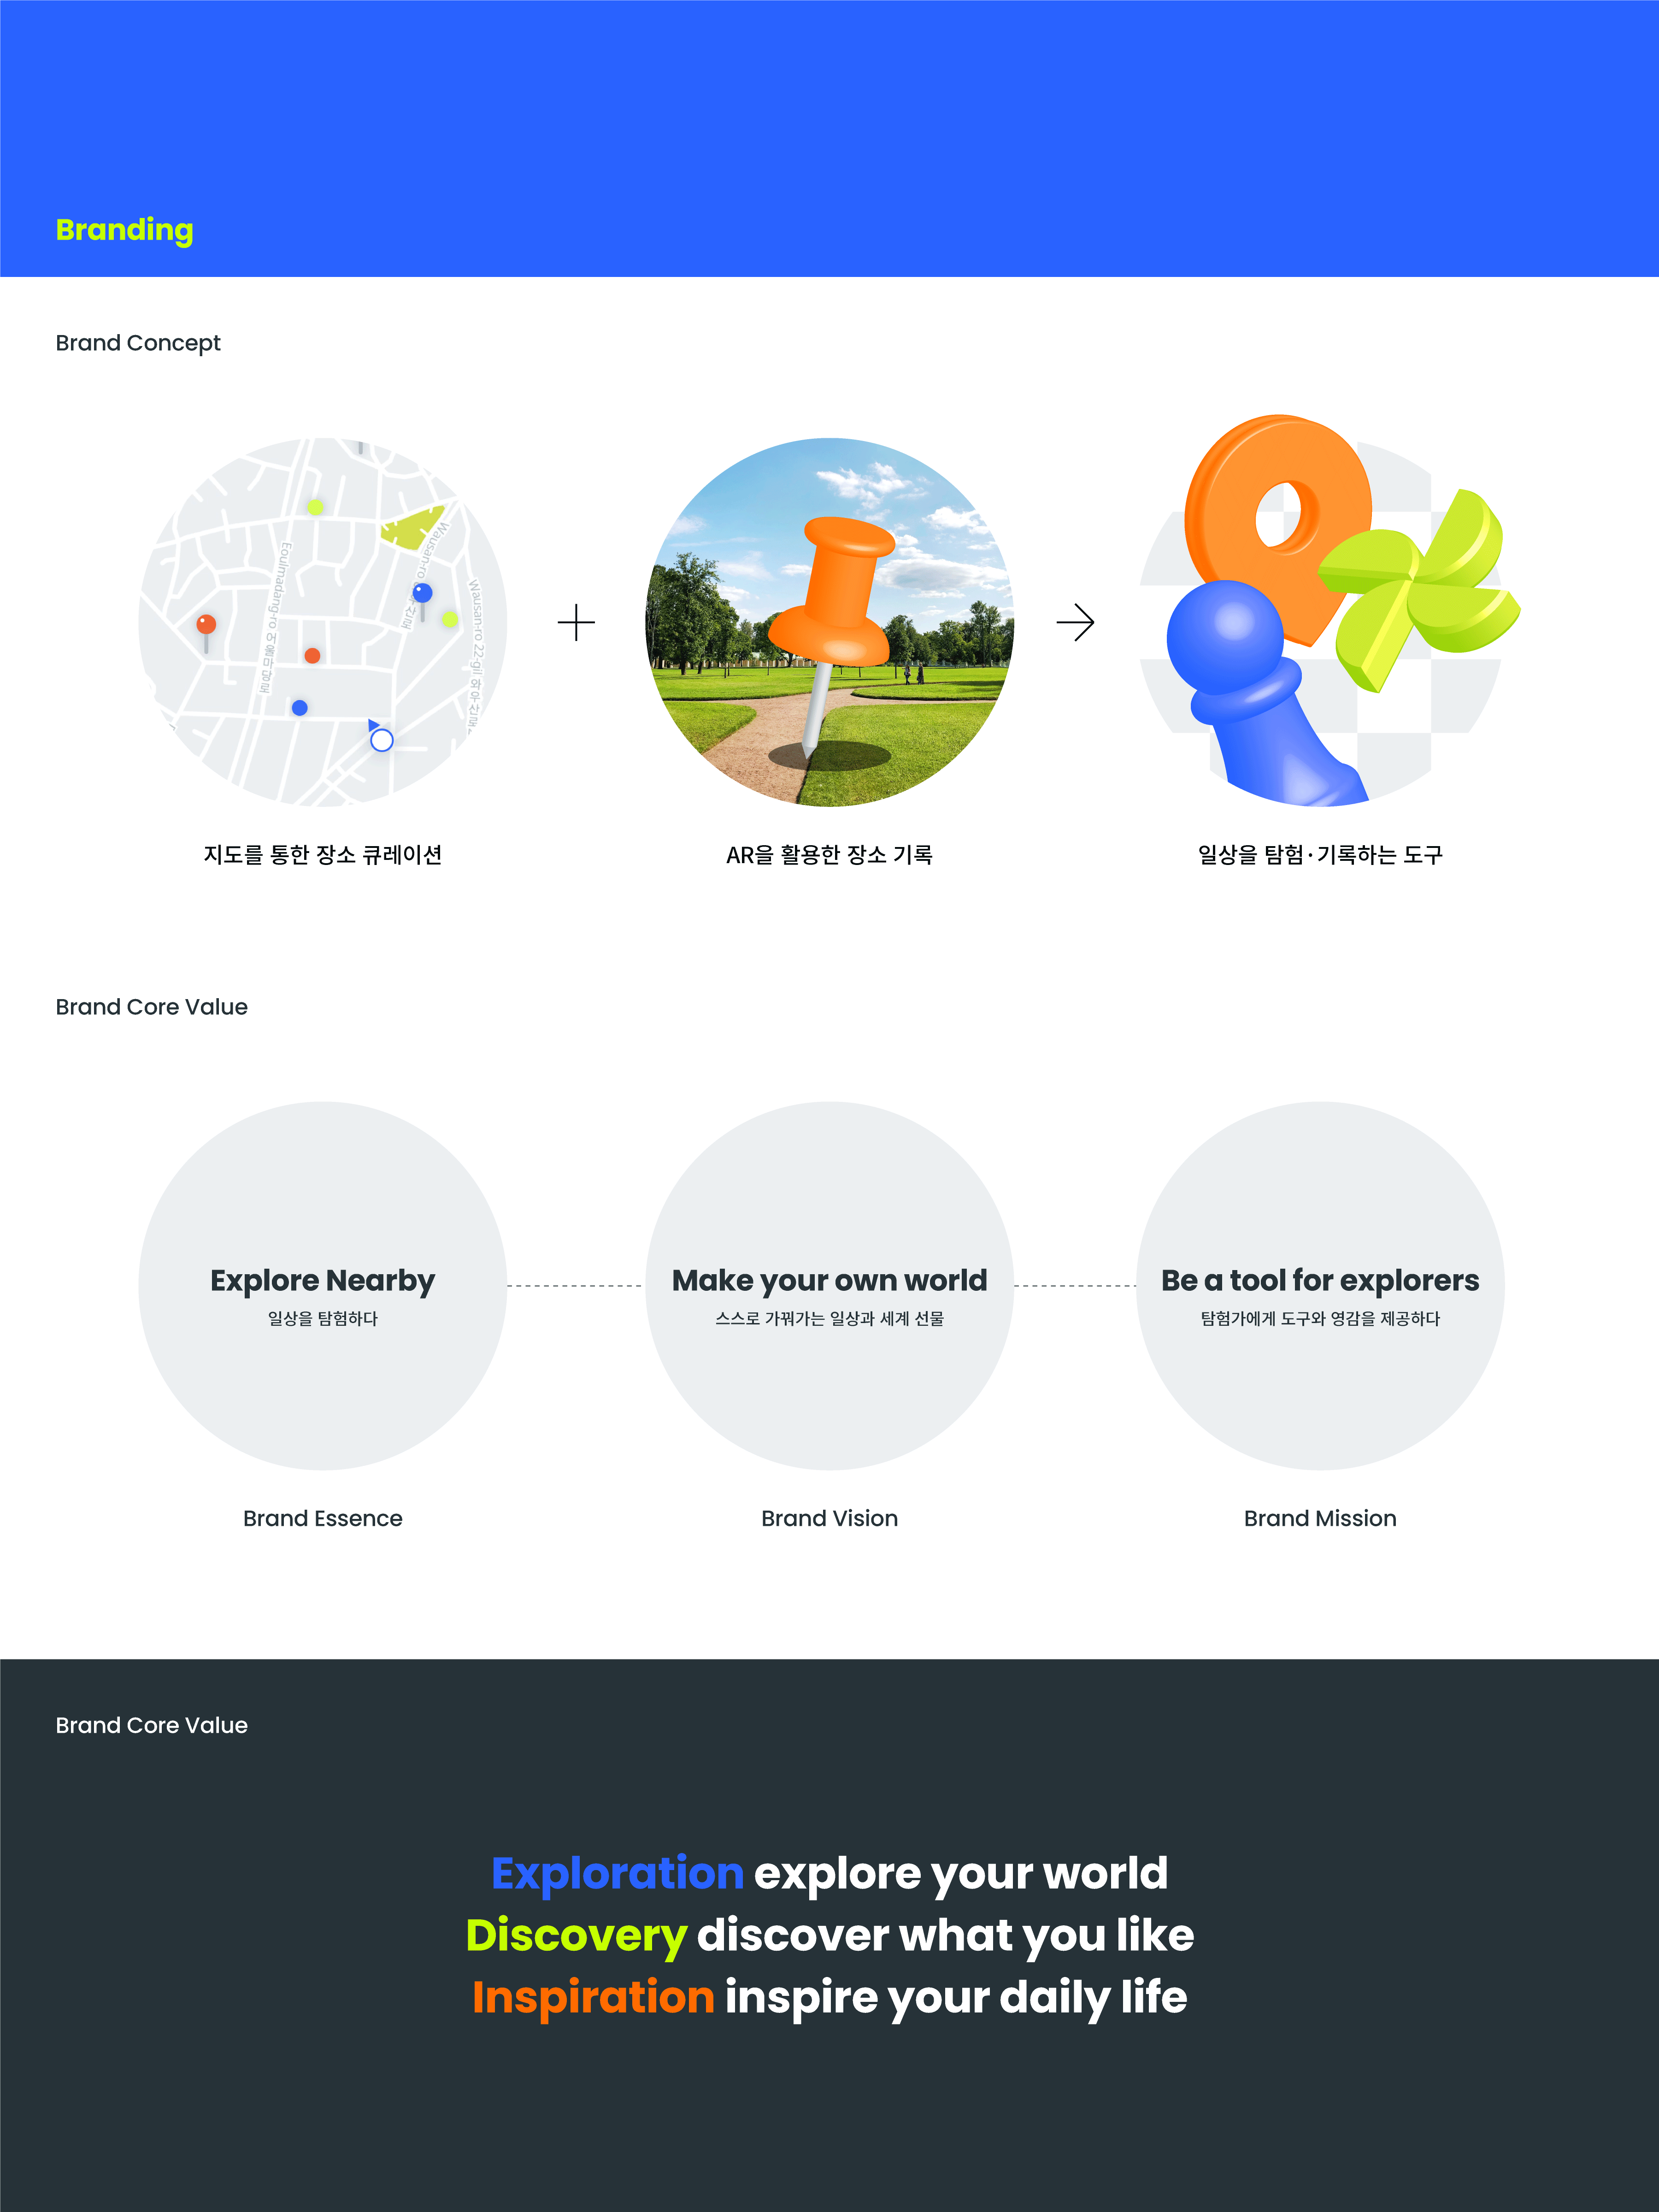 Branding
Brand Concept
Eoulmadang-ro 어울마당로
Wausan-ro
Wausan-ro 22-gil 와우산로
지도를 통한 장소 큐레이션
AR을 활용한 장소 기록
일상을 탐험·기록하는 도구
Brand Core Value
Explore Nearby
일상을 탐험하다
Make your own world
스스로 가꿔가는 일상과 세계 선물
Be a tool for explorers
탐험가에게 도구와 영감을 제공하다
Brand Essence
Brand Vision
Brand Mission
Brand Core Value
Exploration explore your world
Discovery discover what you like
Inspiration inspire your daily life